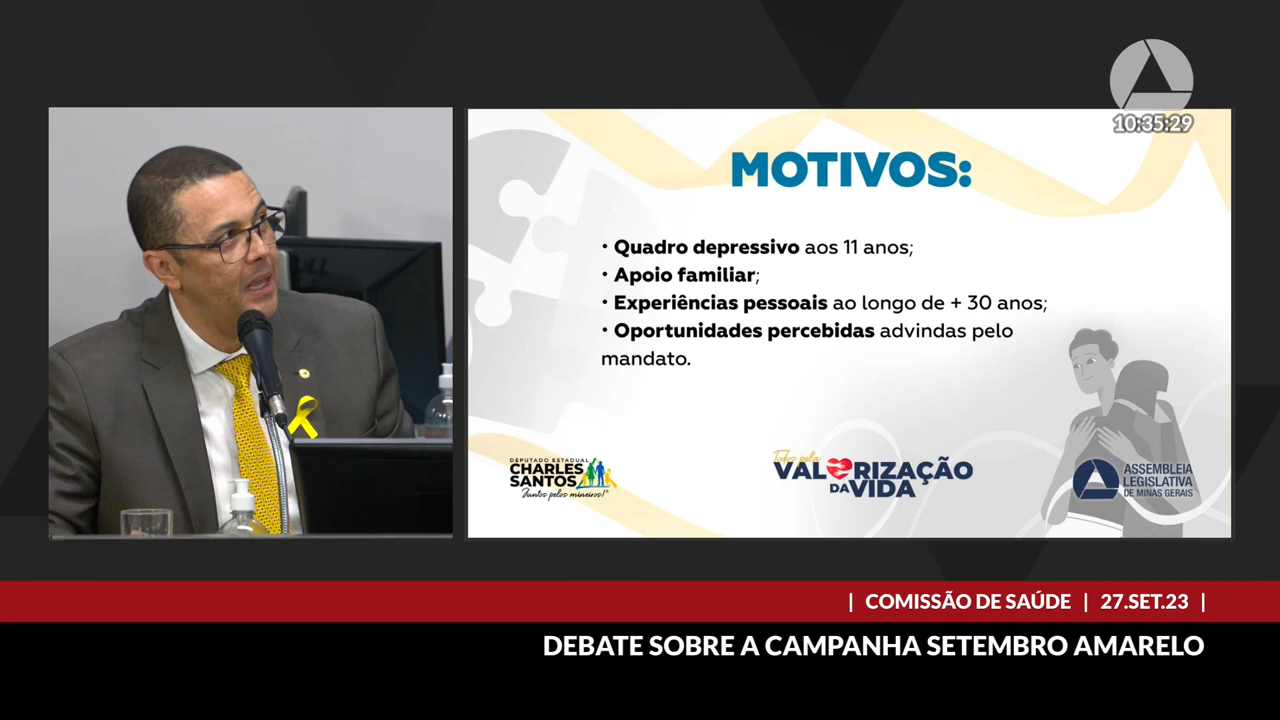 10:35:29
MOTIVOS:
• Quadro depressivo aos 11 anos;
• Apoio familiar;
• Experiências pessoais ao longo de + 30 anos;
• Oportunidades percebidas advindas pelo
mandato.
DEPUTADO ESTADUAL
CHARLES
SANTOS
Juntos pelos mineiros!
Todos pela
VALORIZAÇÃO
DA VIDA
ASSEMBLEIA
LEGISLATIVA
DE MINAS GERAIS
| COMISSÃO DE SAÚDE | 27.SET.23 |
DEBATE SOBRE A CAMPANHA SETEMBRO AMARELO